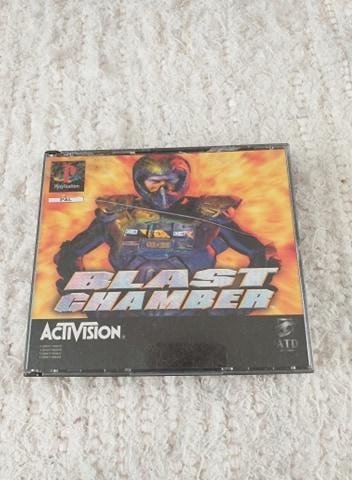 PlayStation
PAL
BLAST
CHAMBER
ACTIVISION®
ATD